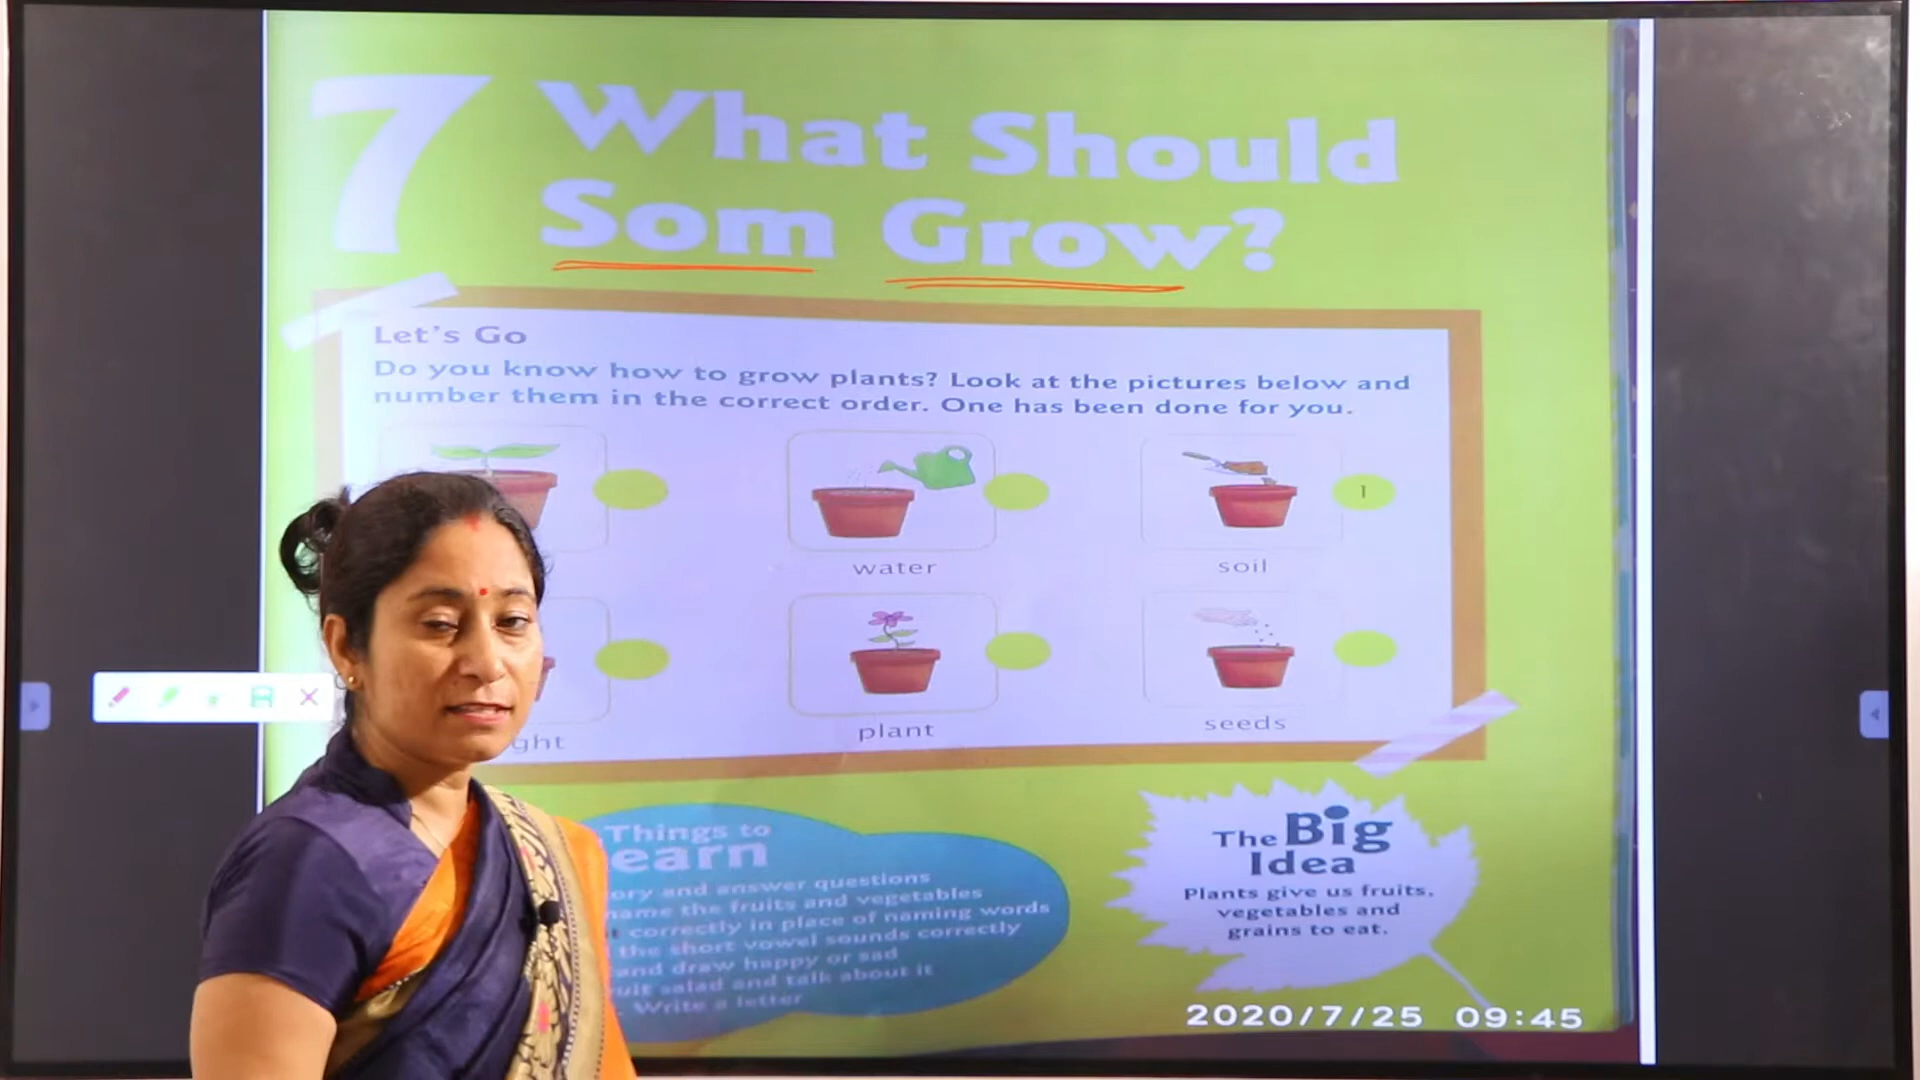 7 What Should
Som Grow?
Let's Go
Do you know how to grow plants? Look at the pictures below and
number them in the correct order. One has been done for you.
1
water
soil
plant
seeds
Things to
and answer questions
the fruits and vegetables
correctly in place of naming words
the short vowel sounds correctly
and draw happy or sad
salad and talk about it
Write a letter
The Big
Idea
Plants give us fruits,
vegetables and
grains to eat.
2020/7/25 09:45